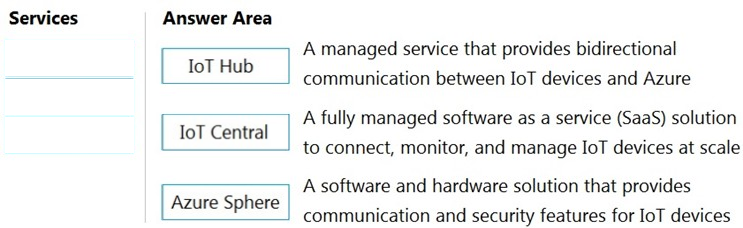 Services
Answer Area
IoT Hub
A managed service that provides bidirectional
communication between IoT devices and Azure
IoT Central
A fully managed software as a service (SaaS) solution
to connect, monitor, and manage IoT devices at scale
Azure Sphere
A software and hardware solution that provides
communication and security features for IoT devices